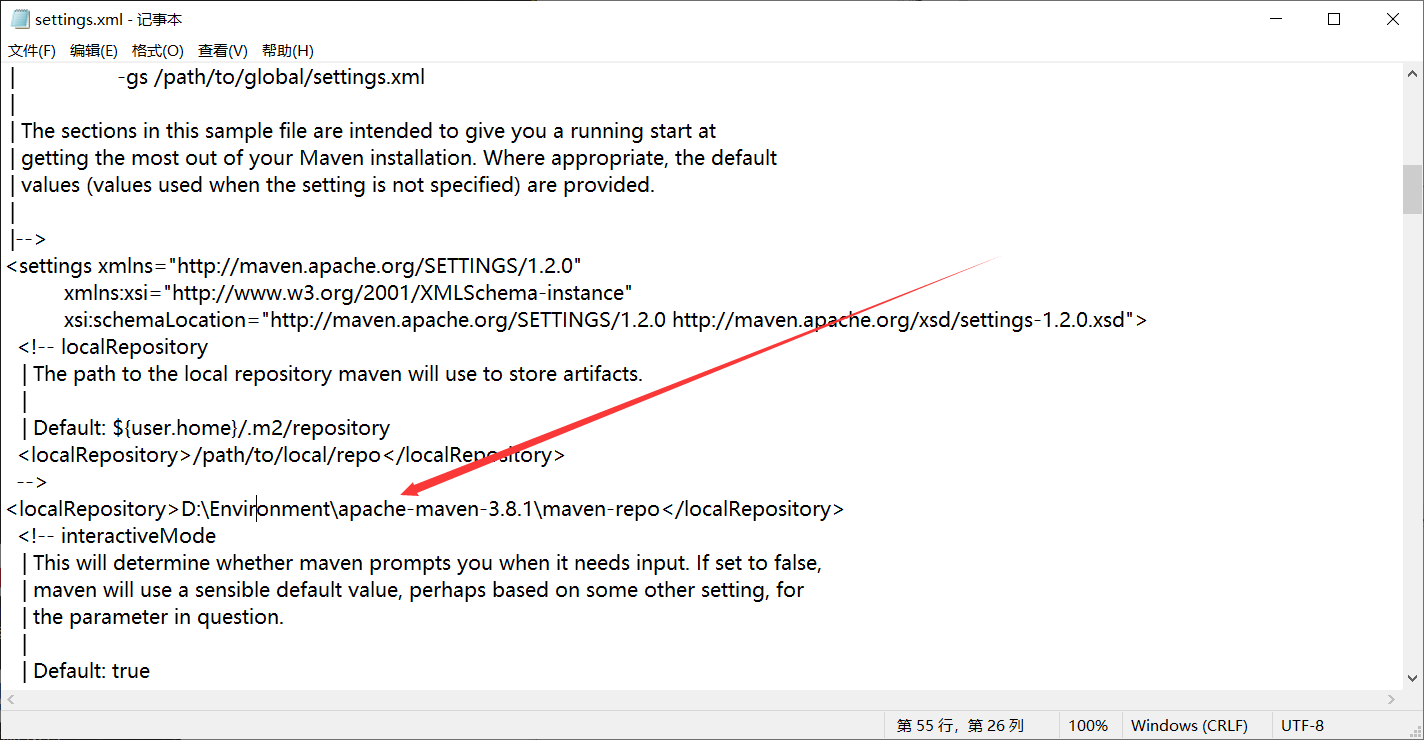 settings.xml - 记事本
文件(F) 编辑(E) 格式(O) 查看(V) 帮助(H)
| -gs /path/to/global/settings.xml
|
| The sections in this sample file are intended to give you a running start at
| getting the most out of your Maven installation. Where appropriate, the default
| values (values used when the setting is not specified) are provided.
|
|-->
<settings xmlns="http://maven.apache.org/SETTINGS/1.2.0"
xmlns:xsi="http://www.w3.org/2001/XMLSchema-instance"
xsi:schemaLocation="http://maven.apache.org/SETTINGS/1.2.0 http://maven.apache.org/xsd/settings-1.2.0.xsd">
<!-- localRepository
| The path to the local repository maven will use to store artifacts.
|
| Default: ${user.home}/.m2/repository
<localRepository>/path/to/local/repo</localRepository>
-->
<localRepository>D:\Environment\apache-maven-3.8.1\maven-repo</localRepository>
<!-- interactiveMode
| This will determine whether maven prompts you when it needs input. If set to false,
| maven will use a sensible default value, perhaps based on some other setting, for
| the parameter in question.
|
| Default: true
第 55 行，第 26 列 100% Windows (CRLF) UTF-8